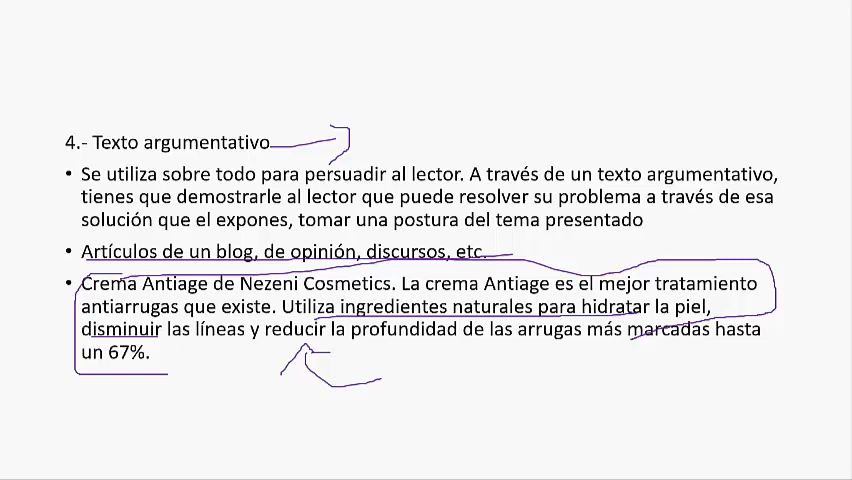 4.- Texto argumentativo
• Se utiliza sobre todo para persuadir al lector. A través de un texto argumentativo,
tienes que demostrarle al lector que puede resolver su problema a través de esa
solución que el expones, tomar una postura del tema presentado
• Artículos de un blog, de opinión, discursos, etc.
• Crema Antiage de Nezeni Cosmetics. La crema Antiage es el mejor tratamiento
antiarrugas que existe. Utiliza ingredientes naturales para hidratar la piel,
disminuir las líneas y reducir la profundidad de las arrugas más marcadas hasta
un 67%.